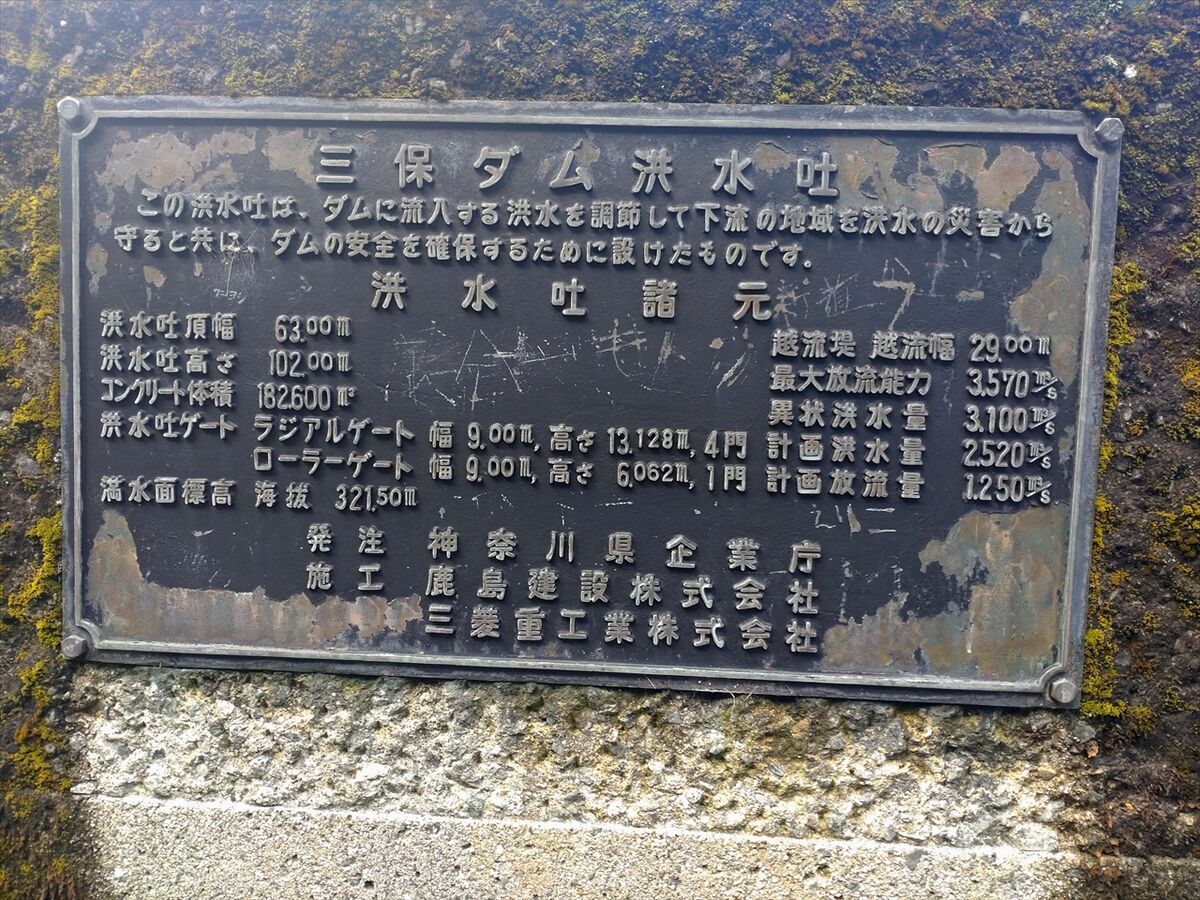 三保ダム洪水吐
この洪水吐は、ダムに流入する洪水を調節して下流の地域を洪水の災害から
守ると共に、ダムの安全を確保するために設けたものです。
洪水吐諸元
洪水吐頂幅 63.00m
洪水吐高さ 102.00m
コンクリート体積 182.600m³
洪水吐ゲート ラジアルゲート 幅 9.00m, 高さ 13.128m, 4門
ローラーゲート 幅 9.00m, 高さ 6.062m, 1門
満水面標高 海拔 321.50m
越流堤 越流幅 29.00m
最大放流能力 3.570m³/s
異状洪水量 3.100m³/s
計画洪水量 2.520m³/s
計画放流量 1.250m³/s
発注 神奈川県企業庁
施工 鹿島建設株式会社
三菱重工業株式会社